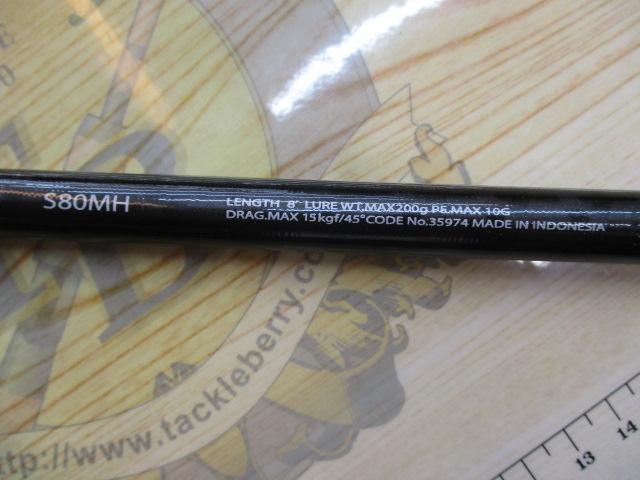 S80MH
LENGTH 8' LURE WT.MAX200g PE.MAX 10G
DRAG.MAX 15kgf/45°CODE No.35974 MADE IN INDONESIA
http://www.tackleberry.co
13 14